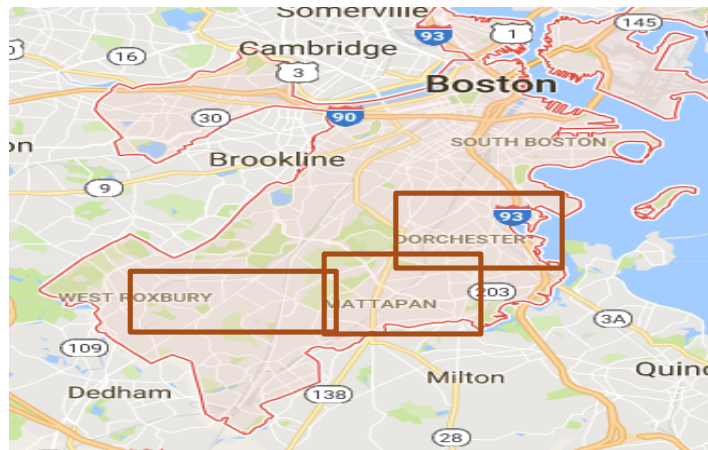 Somerville
93
1
145
16
Cambridge
3
Boston
30
90
SOUTH BOSTON
on
Brookline
9
93
DORCHESTER
WEST ROXBURY
MATTAPAN
203
3A
109
Milton
Quinc
Dedham
138
28